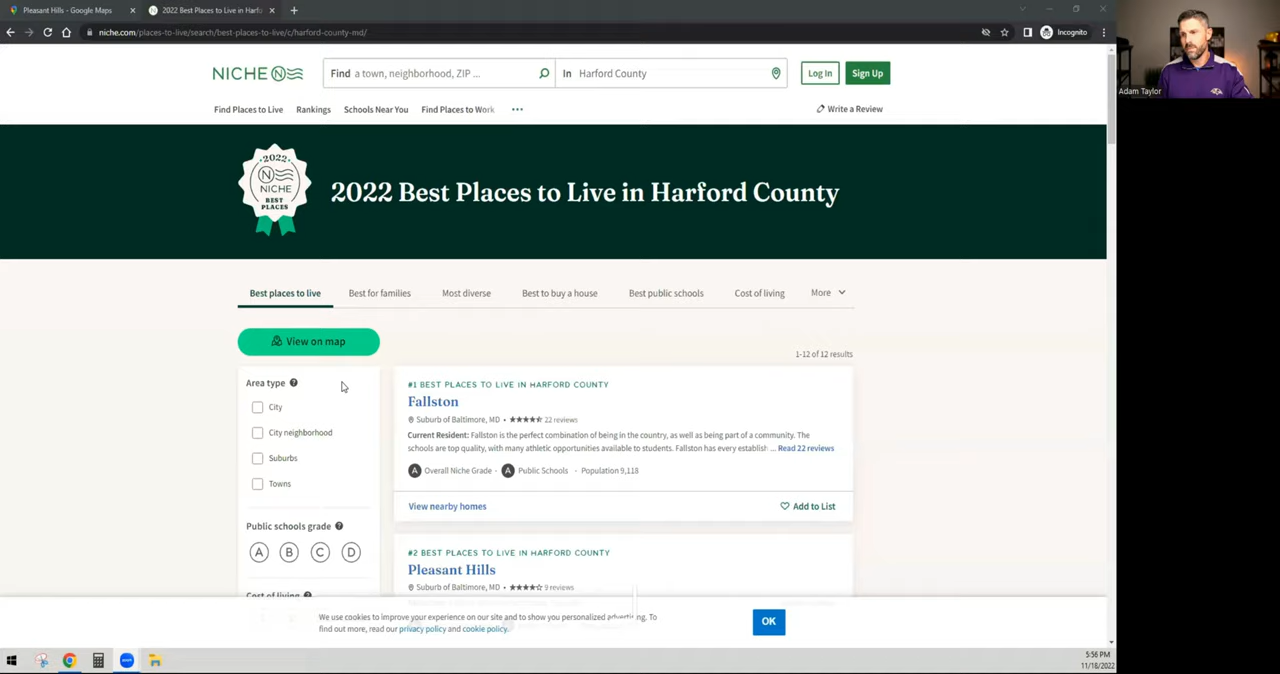 Pleasant Hills - Google Maps
2022 Best Places to Live in Harf
niche.com/places-to-live/search/best-places-to-live/c/harford-county-md/
Incognito
Adam Taylor
NICHE
Find a town, neighborhood, ZIP ...
In Harford County
Log In
Sign Up
Find Places to Live
Rankings
Schools Near You
Find Places to Work
Write a Review
2022
NICHE
BEST
PLACES
2022 Best Places to Live in Harford County
Best places to live
Best for families
Most diverse
Best to buy a house
Best public schools
Cost of living
More
View on map
1-12 of 12 results
Area type
City
City neighborhood
Suburbs
Towns
Public schools grade
A B C D
Cost of living
#1 BEST PLACES TO LIVE IN HARFORD COUNTY
Fallston
Suburb of Baltimore, MD • 22 reviews
Current Resident: Fallston is the perfect combination of being in the country, as well as being part of a community. The
schools are top quality, with many athletic opportunities available to students. Fallston has every establish ... Read 22 reviews
A Overall Niche Grade • A Public Schools • Population 9,118
View nearby homes
Add to List
#2 BEST PLACES TO LIVE IN HARFORD COUNTY
Pleasant Hills
Suburb of Baltimore, MD • 9 reviews
We use cookies to improve your experience on our site and to show you personalized advertising. To
find out more, read our privacy policy and cookie policy.
OK
5:56 PM
11/18/2022